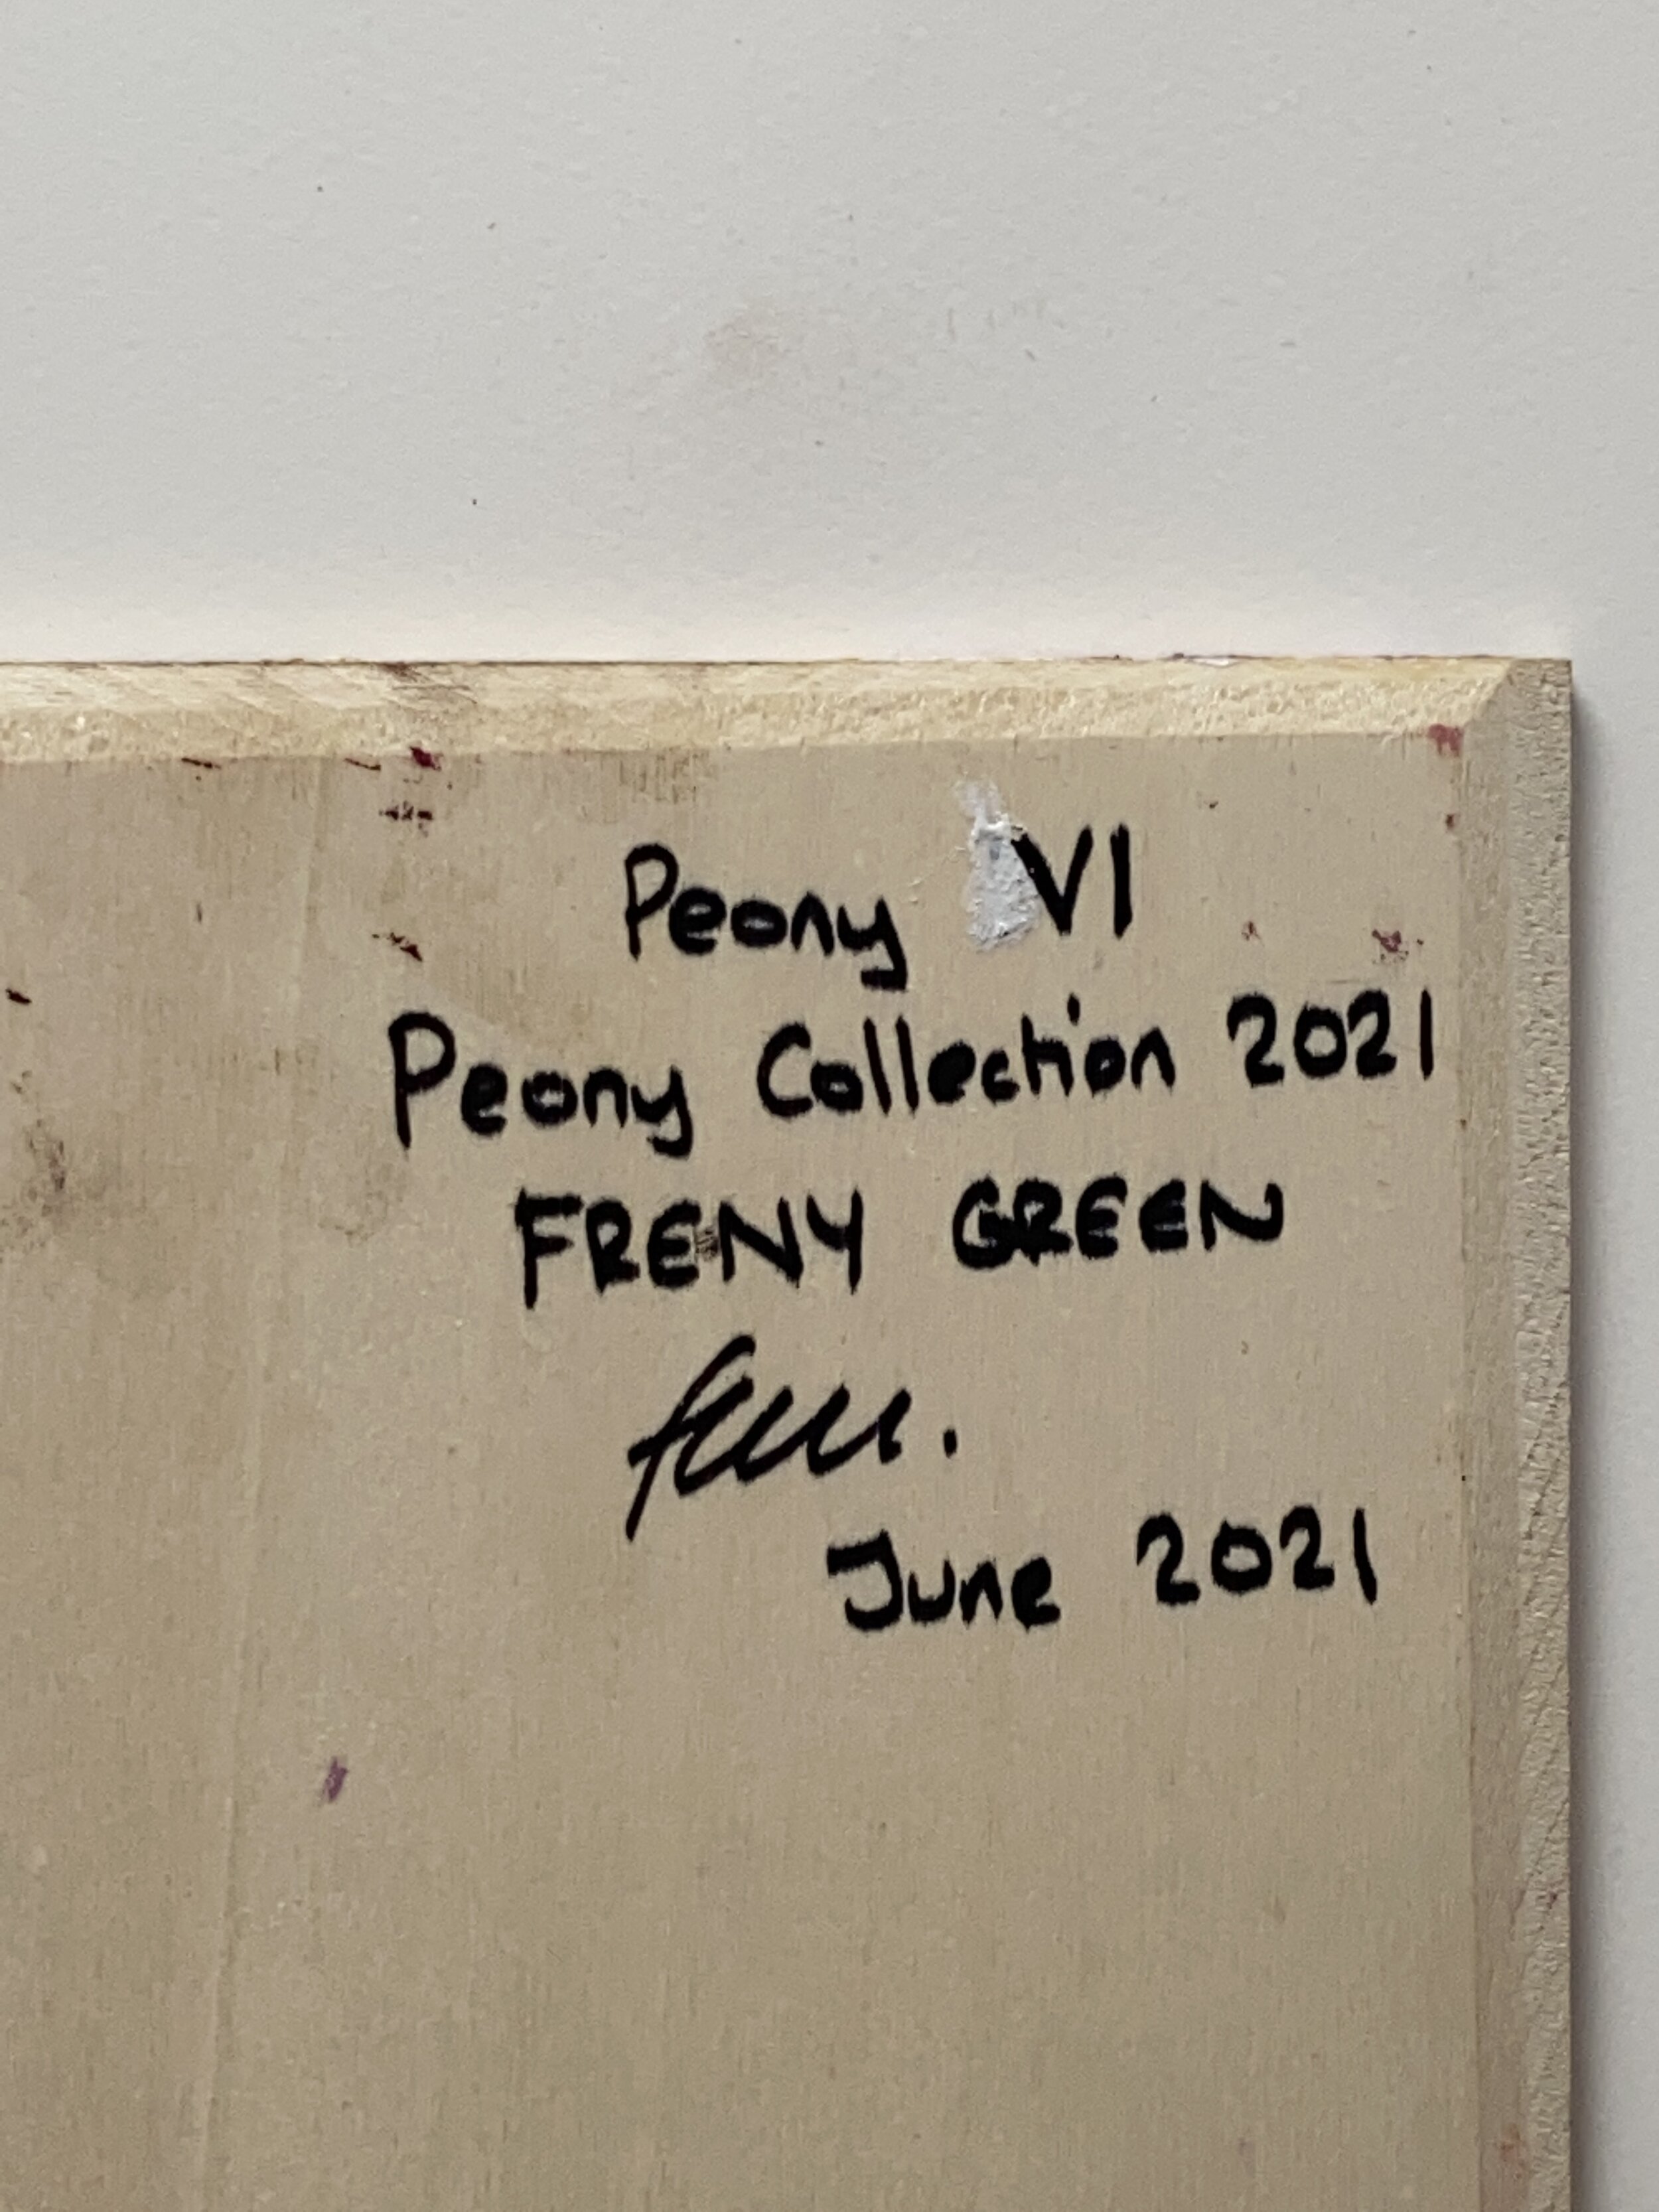 Peony VI
Peony Collection 2021
FRENY GREEN
June 2021